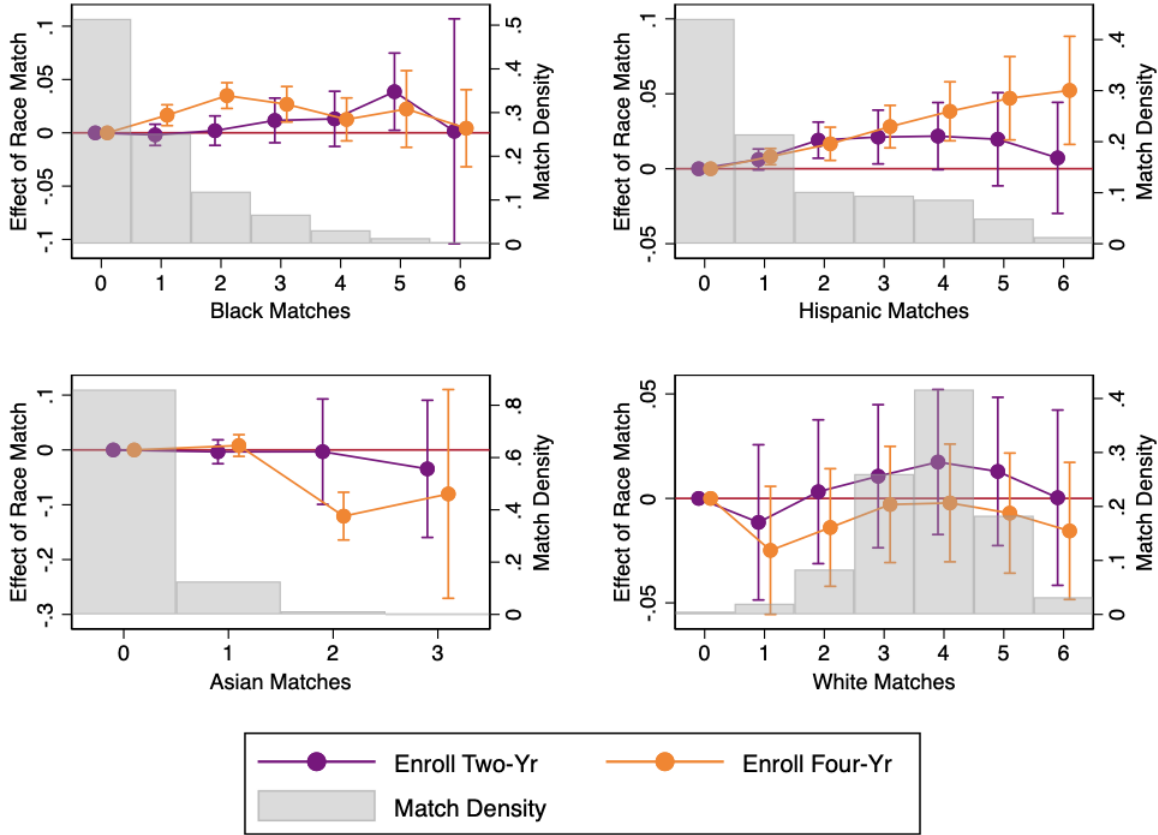 Effect of Race Match
.1
.05
0
-.05
-.1
Match Density
.5
.4
.3
.2
.1
0
0 1 2 3 4 5 6
Black Matches
Effect of Race Match
.1
.05
0
-.05
Match Density
.4
.3
.2
.1
0
0 1 2 3 4 5 6
Hispanic Matches
Effect of Race Match
.1
0
-.1
-.2
-.3
Match Density
.8
.6
.4
.2
0
0 1 2 3
Asian Matches
Effect of Race Match
.05
0
-.05
Match Density
.4
.3
.2
.1
0
0 1 2 3 4 5 6
White Matches
Enroll Two-Yr
Enroll Four-Yr
Match Density